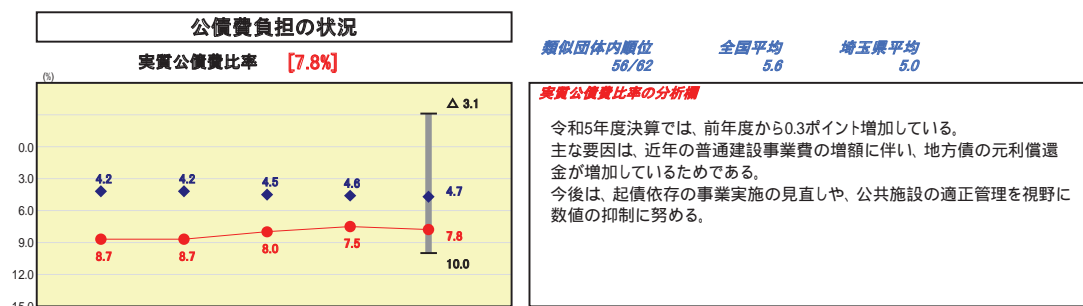 公債費負担の状況
実質公債費比率 [7.8%]
(%)
△ 3.1
0.0
3.0
6.0
9.0
12.0
15.0
4.2
4.2
4.5
4.6
4.7
8.7
8.7
8.0
7.5
7.8
10.0
類似団体内順位 全国平均 埼玉県平均
56/62 5.6 5.0
実質公債費比率の分析欄
令和5年度決算では、前年度から0.3ポイント増加している。
主な要因は、近年の普通建設事業費の増額に伴い、地方債の元利償還
金が増加しているためである。
今後は、起債依存の事業実施の見直しや、公共施設の適正管理を視野に
数値の抑制に努める。